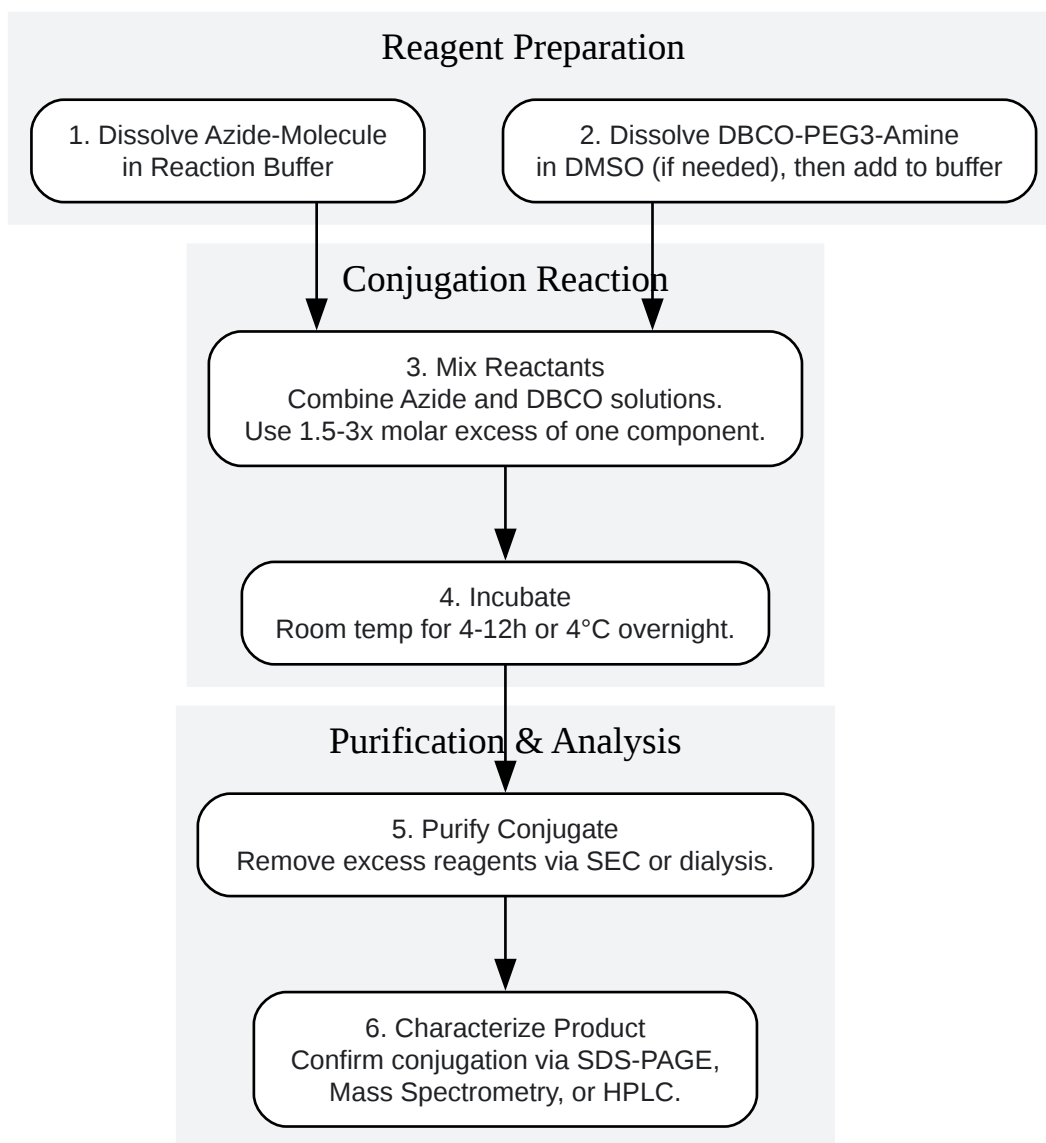 Reagent Preparation
1. Dissolve Azide-Molecule
in Reaction Buffer
2. Dissolve DBCO-PEG3-Amine
in DMSO (if needed), then add to buffer
Conjugation Reaction
3. Mix Reactants
Combine Azide and DBCO solutions.
Use 1.5-3x molar excess of one component.
4. Incubate
Room temp for 4-12h or 4°C overnight.
Purification & Analysis
5. Purify Conjugate
Remove excess reagents via SEC or dialysis.
6. Characterize Product
Confirm conjugation via SDS-PAGE,
Mass Spectrometry, or HPLC.